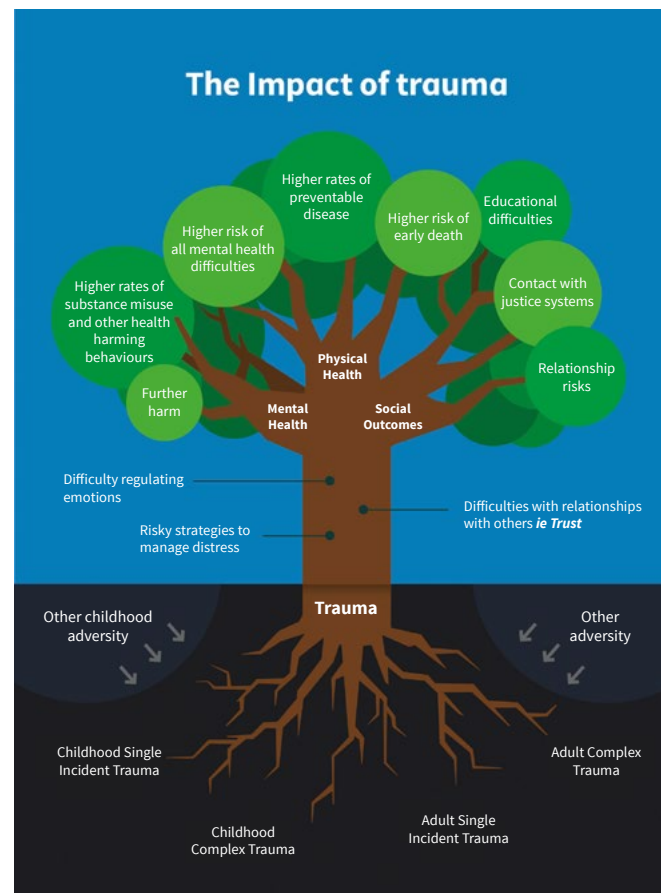 The Impact of trauma
Higher rates of
preventable
disease
Higher risk of
all mental health
difficulties
Higher risk of
early death
Educational
difficulties
Higher rates of
substance misuse
and other health
harming
behaviours
Contact with
justice systems
Further
harm
Relationship
risks
Physical
Health
Mental
Health
Social
Outcomes
Difficulty regulating
emotions
Difficulties with relationships
with others ie Trust
Risky strategies to
manage distress
Trauma
Other childhood
adversity
Other
adversity
Childhood Single
Incident Trauma
Adult Complex
Trauma
Childhood
Complex Trauma
Adult Single
Incident Trauma